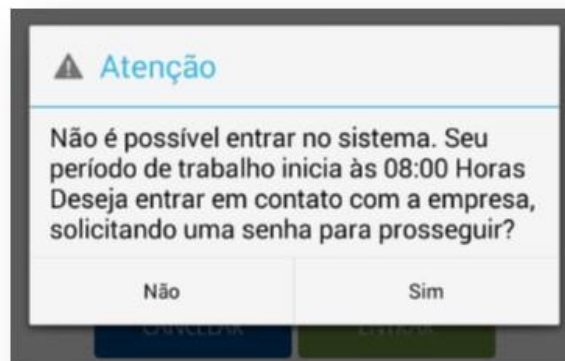 Atenção
Não é possível entrar no sistema. Seu
período de trabalho inicia às 08:00 Horas
Deseja entrar em contato com a empresa,
solicitando uma senha para prosseguir?
Não Sim